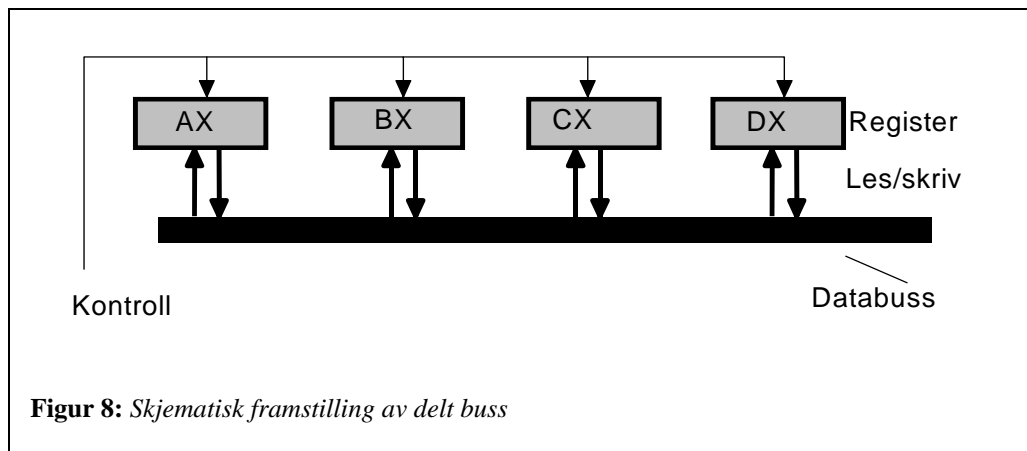 AX BX CX DX Register
Les/skriv
Databuss
Kontroll
Figur 8: Skjematisk framstilling av delt buss